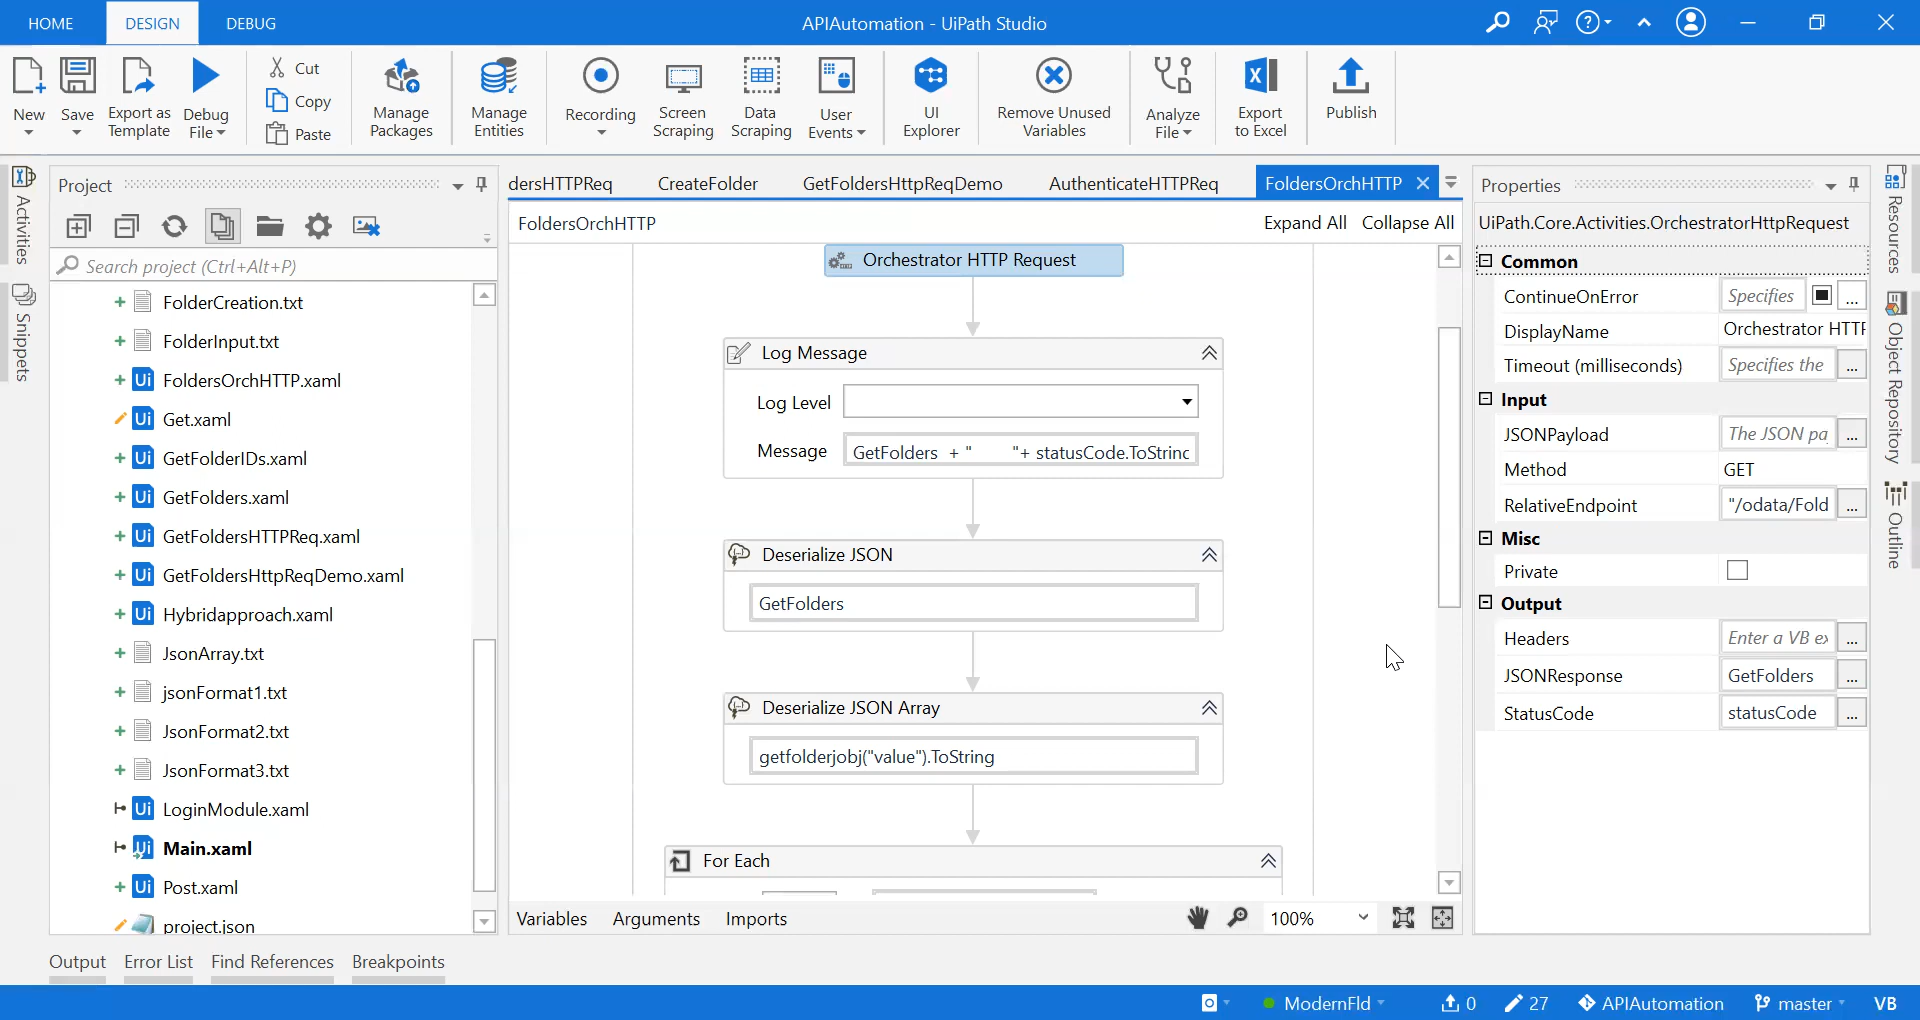 HOME DESIGN DEBUG APIAutomation - UiPath Studio
New Save Export as Template Debug File Cut Copy Paste Manage Packages Manage Entities Recording Screen Scraping Data Scraping User Events UI Explorer Remove Unused Variables Analyze File Export to Excel Publish
Activities
Snippets
Project
Search project (Ctrl+Alt+P)
FolderCreation.txt
FolderInput.txt
FoldersOrchHTTP.xaml
Get.xaml
GetFolderIDs.xaml
GetFolders.xaml
GetFoldersHTTPReq.xaml
GetFoldersHttpReqDemo.xaml
Hybridapproach.xaml
JsonArray.txt
jsonFormat1.txt
JsonFormat2.txt
JsonFormat3.txt
LoginModule.xaml
Main.xaml
Post.xaml
project.json
dersHTTPReq CreateFolder GetFoldersHttpReqDemo AuthenticateHTTPReq FoldersOrchHTTP
FoldersOrchHTTP Expand All Collapse All
Orchestrator HTTP Request
Log Message
Log Level
Message GetFolders + " "+ statusCode.ToString
Deserialize JSON
GetFolders
Deserialize JSON Array
getfolderjobj("value").ToString
For Each
Variables Arguments Imports 100%
Properties
UiPath.Core.Activities.OrchestratorHttpRequest
Common
ContinueOnError Specifies ...
DisplayName Orchestrator HTTF
Timeout (milliseconds) Specifies the ...
Input
JSONPayload The JSON pa ...
Method GET
RelativeEndpoint "/odata/Fold ...
Misc
Private
Output
Headers Enter a VB ex ...
JSONResponse GetFolders ...
StatusCode statusCode ...
Resources
Object Repository
Outline
Output Error List Find References Breakpoints
ModernFld 0 27 APIAutomation master VB